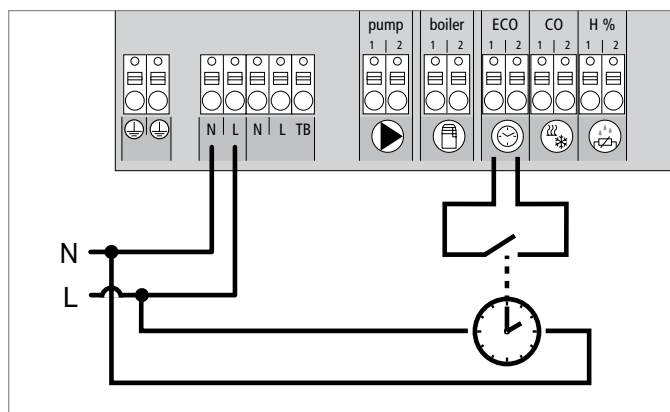 pump boiler ECO CO H %
1 | 2 1 | 2 1 | 2 1 | 2 1 | 2
N L N L TB
N
L